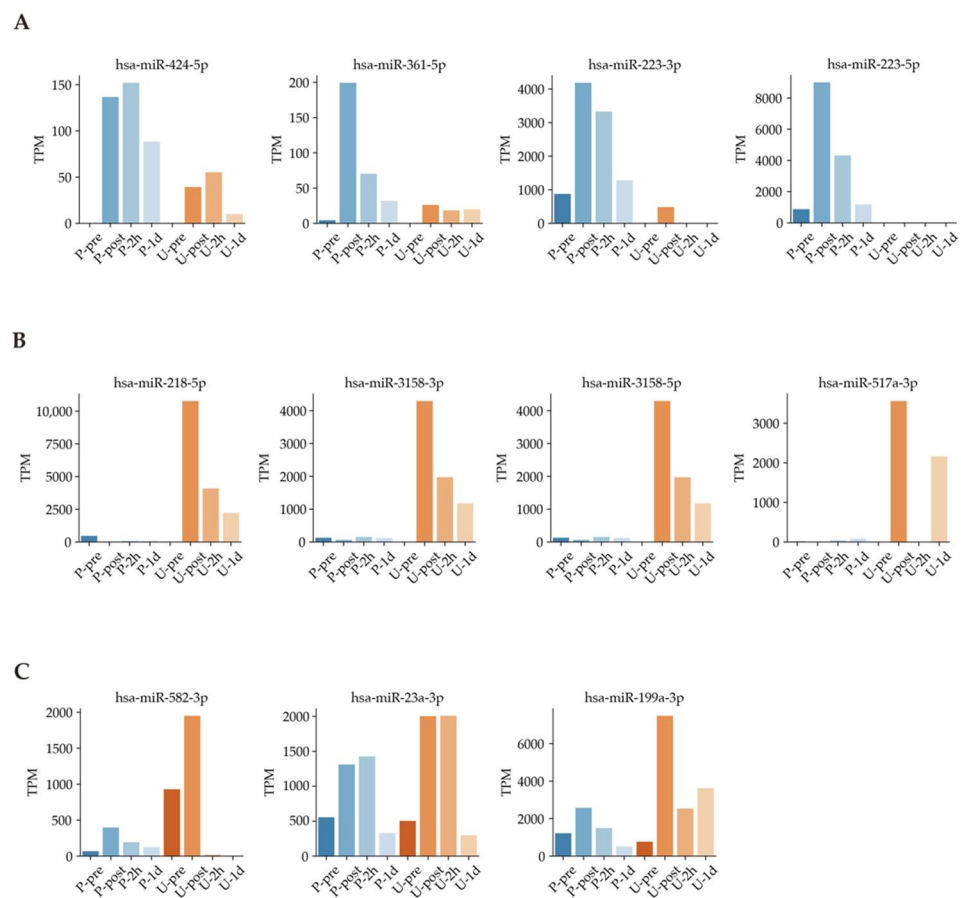 A
hsa-miR-424-5p
TPM
150
100
50
0
P-pre
P-post
P-2h
P-1d
U-pre
U-post
U-2h
U-1d
hsa-miR-361-5p
TPM
200
150
100
50
0
P-pre
P-post
P-2h
P-1d
U-pre
U-post
U-2h
U-1d
hsa-miR-223-3p
TPM
4000
3000
2000
1000
0
P-pre
P-post
P-2h
P-1d
U-pre
U-post
U-2h
U-1d
hsa-miR-223-5p
TPM
8000
6000
4000
2000
0
P-pre
P-post
P-2h
P-1d
U-pre
U-post
U-2h
U-1d
B
hsa-miR-218-5p
TPM
10,000
7500
5000
2500
0
P-pre
P-post
P-2h
P-1d
U-pre
U-post
U-2h
U-1d
hsa-miR-3158-3p
TPM
4000
3000
2000
1000
0
P-pre
P-post
P-2h
P-1d
U-pre
U-post
U-2h
U-1d
hsa-miR-3158-5p
TPM
4000
3000
2000
1000
0
P-pre
P-post
P-2h
P-1d
U-pre
U-post
U-2h
U-1d
hsa-miR-517a-3p
TPM
3000
2000
1000
0
P-pre
P-post
P-2h
P-1d
U-pre
U-post
U-2h
U-1d
C
hsa-miR-582-3p
TPM
2000
1500
1000
500
0
P-pre
P-post
P-2h
P-1d
U-pre
U-post
U-2h
U-1d
hsa-miR-23a-3p
TPM
2000
1500
1000
500
0
P-pre
P-post
P-2h
P-1d
U-pre
U-post
U-2h
U-1d
hsa-miR-199a-3p
TPM
6000
4000
2000
0
P-pre
P-post
P-2h
P-1d
U-pre
U-post
U-2h
U-1d